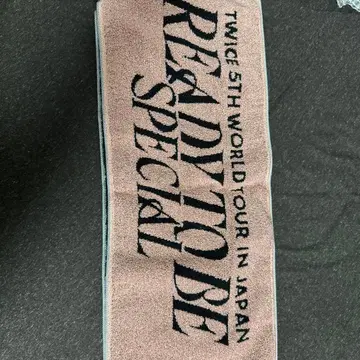 TWICE 5TH WORLD TOUR IN JAPAN
READY TO BE
SPECIAL